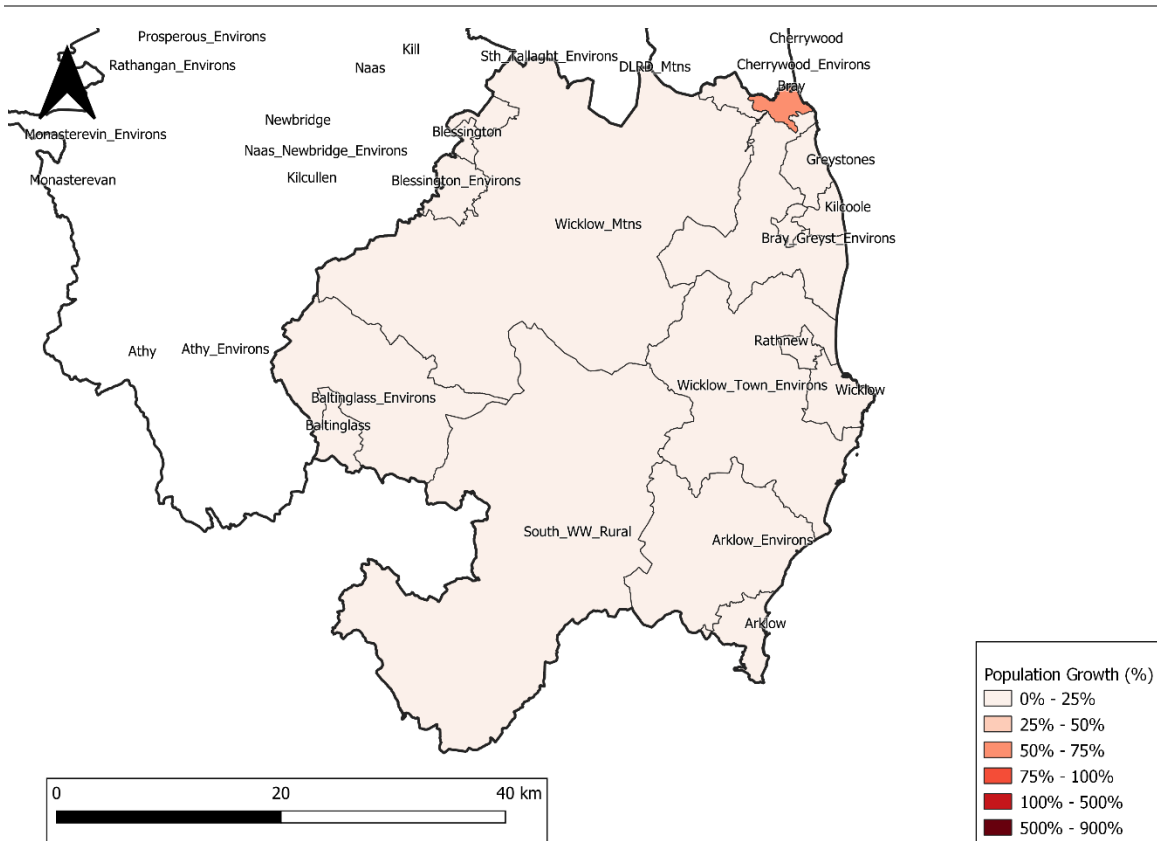 Prosperous_Environs
Kill
Sth_Tallaght_Environs
Cherrywood
Rathangan_Environs
Naas
DLRD_Mtns
Cherrywood_Environs
Bray
Newbridge
Monasterevin_Environs
Blessington
Naas_Newbridge_Environs
Greystones
Monasterevan
Kilcullen
Blessington_Environs
Kilcoole
Wicklow_Mtns
Bray_Greyst_Environs
Athy
Athy_Environs
Rathnew
Wicklow_Town_Environs
Wicklow
Baltinglass_Environs
Baltinglass
South_WW_Rural
Arklow_Environs
Arklow
Population Growth (%)
0% - 25%
25% - 50%
50% - 75%
75% - 100%
100% - 500%
500% - 900%
0 20 40 km